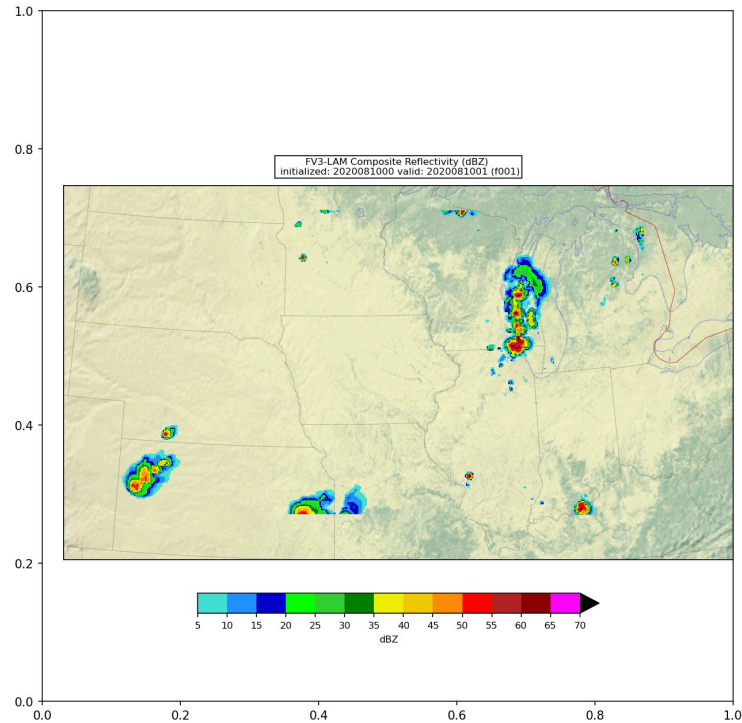 1.0
0.8
FV3-LAM Composite Reflectivity (dBZ)
initialized: 2020081000 valid: 2020081001 (f001)
0.6
0.4
0.2
5 10 15 20 25 30 35 40 45 50 55 60 65 70
dBZ
0.0
0.0 0.2 0.4 0.6 0.8 1.0